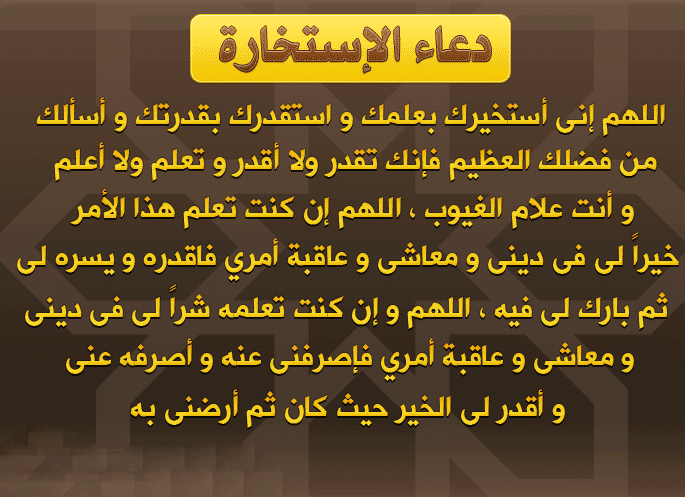 دعاء الإستخارة
اللهم إنى أستخيرك بعلمك و استقدرك بقدرتك و أسألك
من فضلك العظيم فإنك تقدر ولا أقدر و تعلم ولا أعلم
و أنت علام الغيوب ، اللهم إن كنت تعلم هذا الأمر
خيراً لى فى دينى و معاشى و عاقبة أمري فاقدره و يسره لى
ثم بارك لى فيه ، اللهم و إن كنت تعلمه شراً لى فى دينى
و معاشى و عاقبة أمري فإصرفنى عنه و أصرفه عنى
و أقدر لى الخير حيث كان ثم أرضنى به